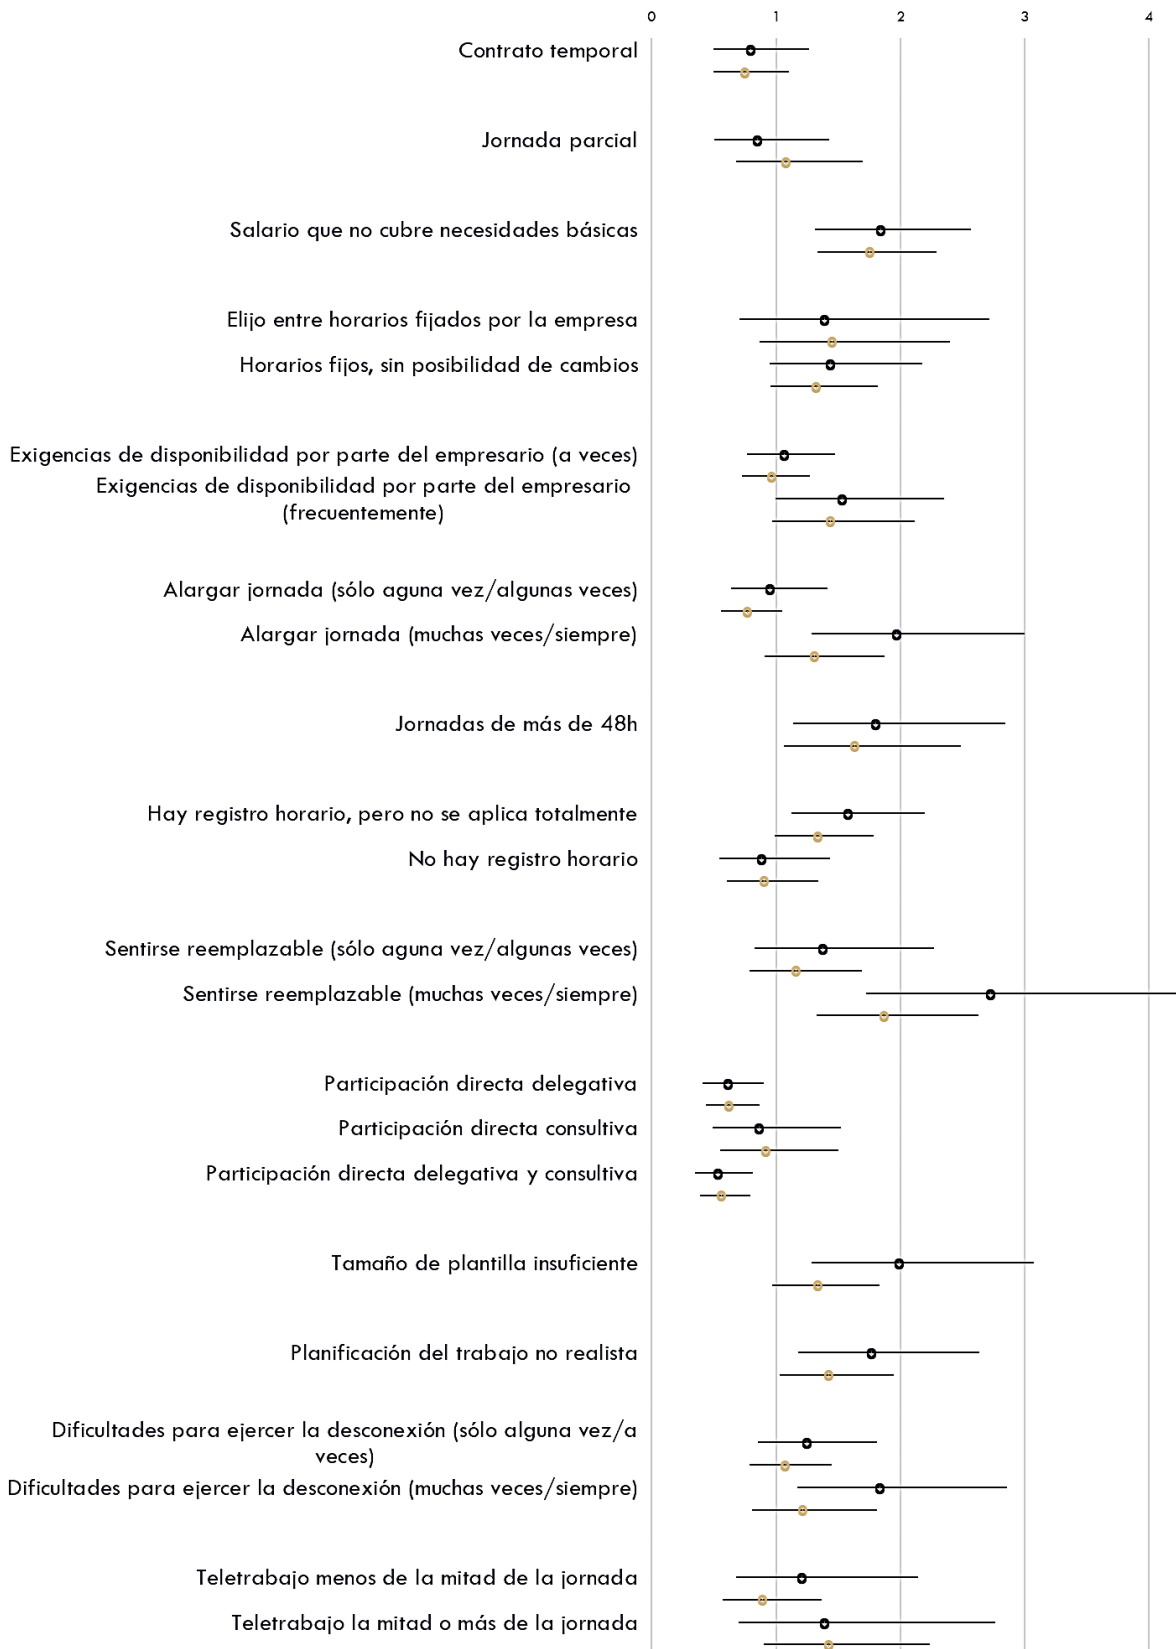 0 1 2 3 4
Contrato temporal
Jornada parcial
Salario que no cubre necesidades básicas
Elijo entre horarios fijados por la empresa
Horarios fijos, sin posibilidad de cambios
Exigencias de disponibilidad por parte del empresario (a veces)
Exigencias de disponibilidad por parte del empresario
(frecuentemente)
Alargar jornada (sólo aguna vez/algunas veces)
Alargar jornada (muchas veces/siempre)
Jornadas de más de 48h
Hay registro horario, pero no se aplica totalmente
No hay registro horario
Sentirse reemplazable (sólo aguna vez/algunas veces)
Sentirse reemplazable (muchas veces/siempre)
Participación directa delegativa
Participación directa consultiva
Participación directa delegativa y consultiva
Tamaño de plantilla insuficiente
Planificación del trabajo no realista
Dificultades para ejercer la desconexión (sólo alguna vez/a
veces)
Dificultades para ejercer la desconexión (muchas veces/siempre)
Teletrabajo menos de la mitad de la jornada
Teletrabajo la mitad o más de la jornada